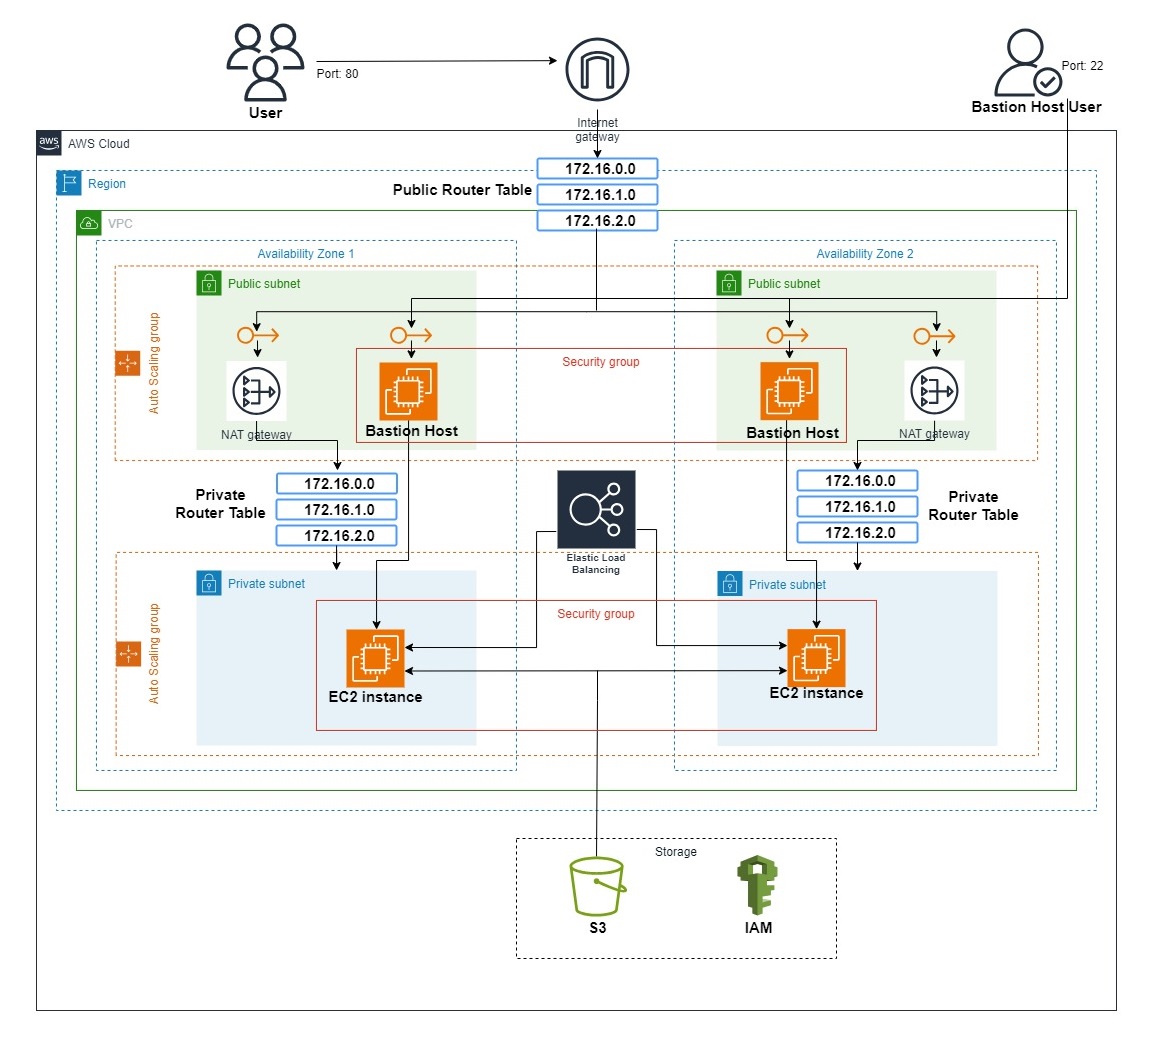 Port: 80
User
Internet
gateway
Port: 22
Bastion Host User
aws
AWS Cloud
Region
Public Router Table
172.16.0.0
172.16.1.0
172.16.2.0
VPC
Availability Zone 1
Availability Zone 2
Public subnet
Public subnet
Auto Scaling group
Security group
NAT gateway
Bastion Host
Bastion Host
NAT gateway
Private
Router Table
172.16.0.0
172.16.1.0
172.16.2.0
Elastic Load
Balancing
172.16.0.0
172.16.1.0
172.16.2.0
Private
Router Table
Private subnet
Private subnet
Auto Scaling group
Security group
EC2 instance
EC2 instance
Storage
S3
IAM